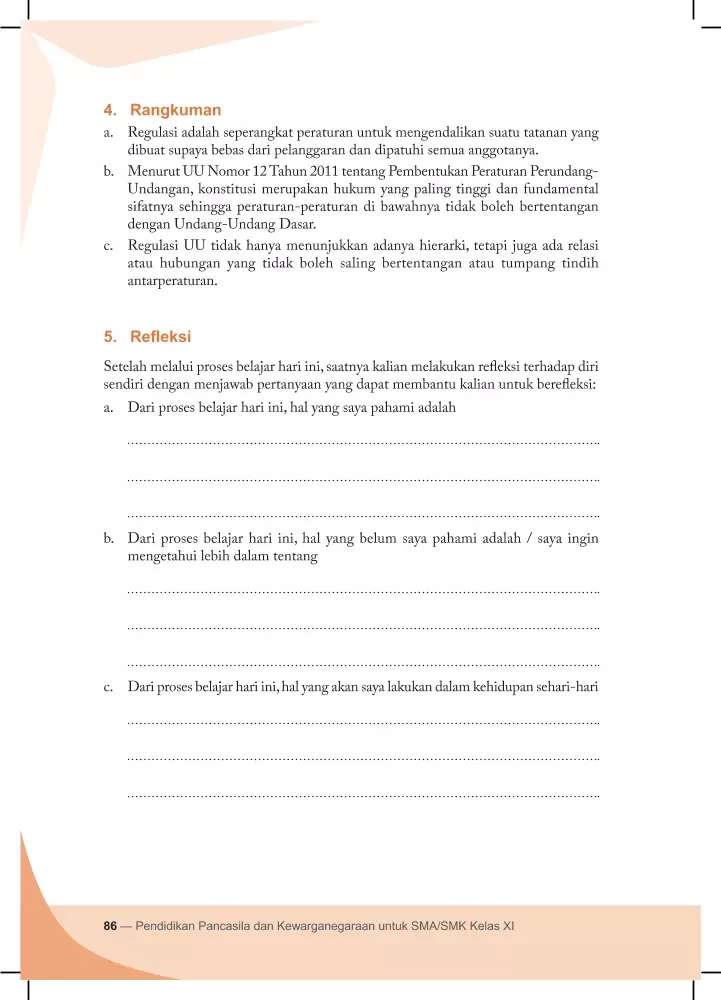 4. Rangkuman
a. Regulasi adalah seperangkat peraturan untuk mengendalikan suatu tatanan yang
dibuat supaya bebas dari pelanggaran dan dipatuhi semua anggotanya.
b. Menurut UU Nomor 12 Tahun 2011 tentang Pembentukan Peraturan Perundang-
Undangan, konstitusi merupakan hukum yang paling tinggi dan fundamental
sifatnya sehingga peraturan-peraturan di bawahnya tidak boleh bertentangan
dengan Undang-Undang Dasar.
c. Regulasi UU tidak hanya menunjukkan adanya hierarki, tetapi juga ada relasi
atau hubungan yang tidak boleh saling bertentangan atau tumpang tindih
antarperaturan.
5. Refleksi
Setelah melalui proses belajar hari ini, saatnya kalian melakukan refleksi terhadap diri
sendiri dengan menjawab pertanyaan yang dapat membantu kalian untuk berefleksi:
a. Dari proses belajar hari ini, hal yang saya pahami adalah
b. Dari proses belajar hari ini, hal yang belum saya pahami adalah / saya ingin
mengetahui lebih dalam tentang
c. Dari proses belajar hari ini, hal yang akan saya lakukan dalam kehidupan sehari-hari
86 — Pendidikan Pancasila dan Kewarganegaraan untuk SMA/SMK Kelas XI